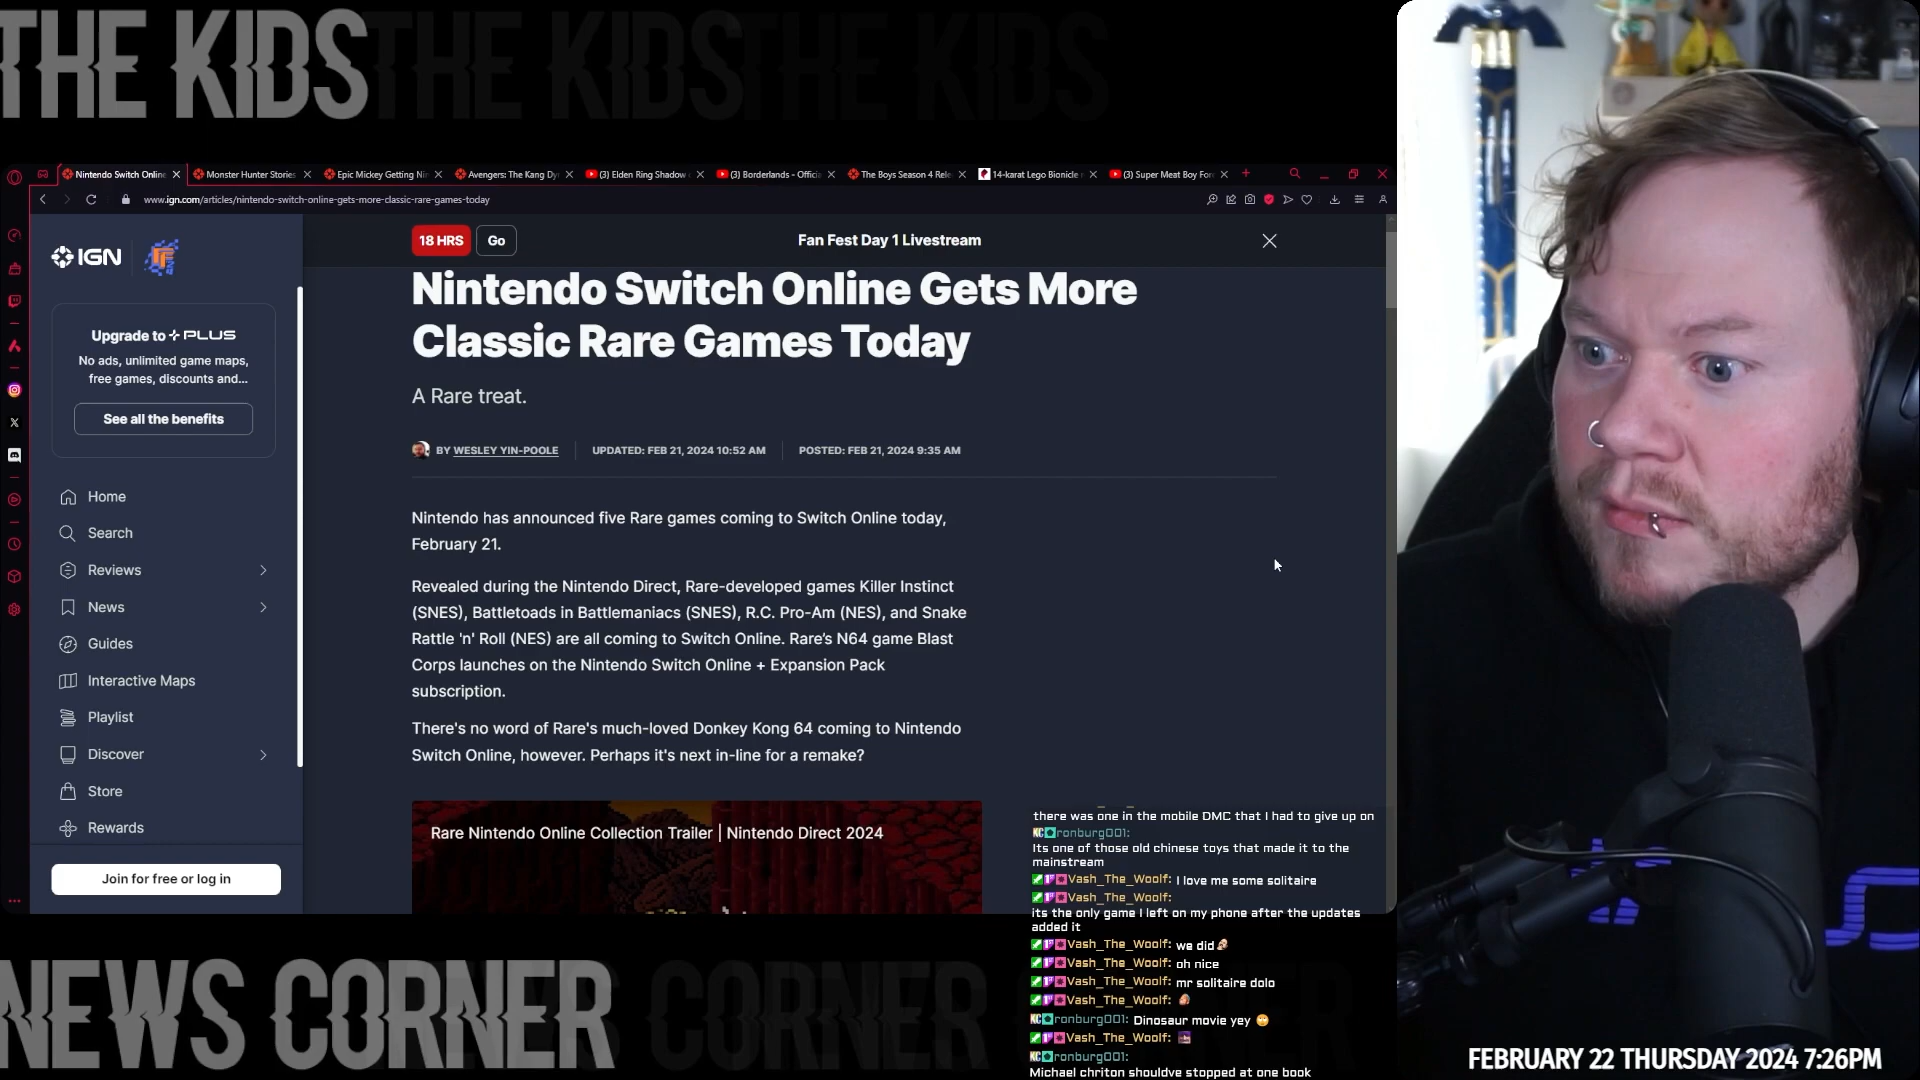 THE KIDS THE KIDS THE KIDS
Nintendo Switch Online
Monster Hunter Stories
Epic Mickey Getting Nin
Avengers: The Kang Dy
(3) Elden Ring Shadow
(3) Borderlands - Officia
The Boys Season 4 Rele
14-karat Lego Bionicle
(3) Super Meat Boy For
www.ign.com/articles/nintendo-switch-online-gets-more-classic-rare-games-today
IGN
18 HRS
Go
Fan Fest Day 1 Livestream
Upgrade to PLUS
No ads, unlimited game maps,
free games, discounts and...
See all the benefits
Home
Search
Reviews
News
Guides
Interactive Maps
Playlist
Discover
Store
Rewards
Join for free or log in
Nintendo Switch Online Gets More
Classic Rare Games Today
A Rare treat.
BY WESLEY YIN-POOLE
UPDATED: FEB 21, 2024 10:52 AM
POSTED: FEB 21, 2024 9:35 AM
Nintendo has announced five Rare games coming to Switch Online today,
February 21.
Revealed during the Nintendo Direct, Rare-developed games Killer Instinct
(SNES), Battletoads in Battlemaniacs (SNES), R.C. Pro-Am (NES), and Snake
Rattle 'n' Roll (NES) are all coming to Switch Online. Rare's N64 game Blast
Corps launches on the Nintendo Switch Online + Expansion Pack
subscription.
There's no word of Rare's much-loved Donkey Kong 64 coming to Nintendo
Switch Online, however. Perhaps it's next in-line for a remake?
Rare Nintendo Online Collection Trailer | Nintendo Direct 2024
there was one in the mobile DMC that I had to give up on
ronburg001:
Its one of those old chinese toys that made it to the
mainstream
Vash_The_Woolf: I love me some solitaire
Vash_The_Woolf:
its the only game I left on my phone after the updates
added it
Vash_The_Woolf: we did
Vash_The_Woolf: oh nice
Vash_The_Woolf: mr solitaire dolo
Vash_The_Woolf:
ronburg001: Dinosaur movie yey 🙄
Vash_The_Woolf:
ronburg001:
Michael chriton shouldve stopped at one book
NEWS CORNER CORNER CORNER
FEBRUARY 22 THURSDAY 2024 7:26PM